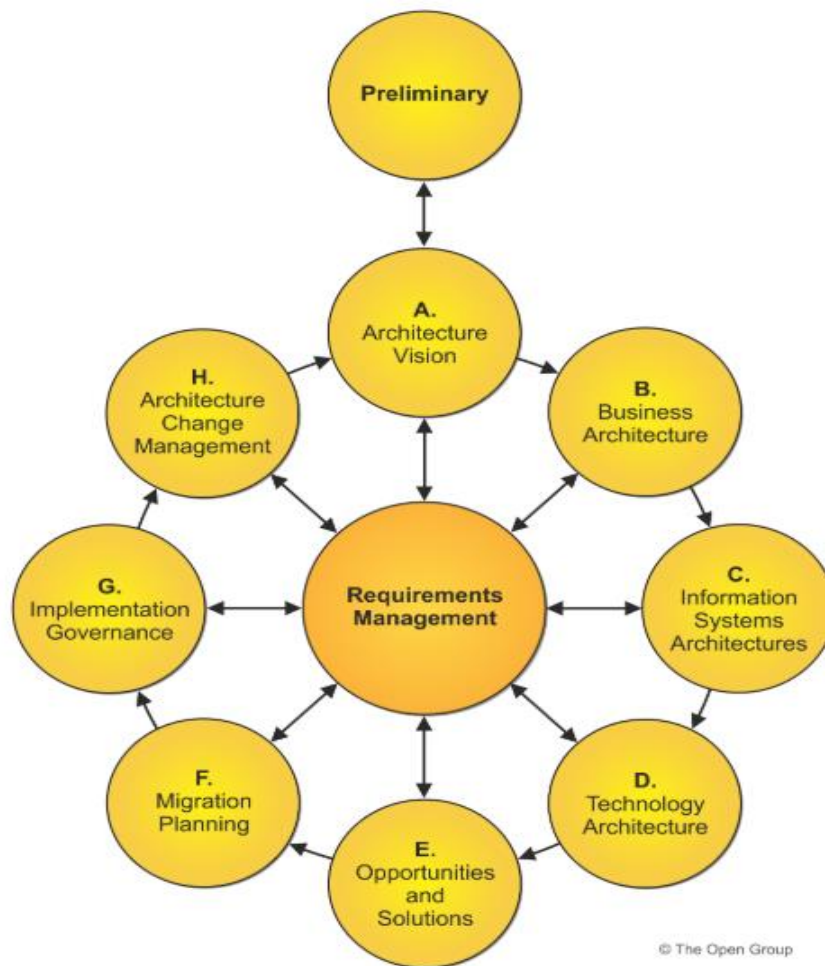 Preliminary
A.
Architecture
Vision
B.
Business
Architecture
C.
Information
Systems
Architectures
D.
Technology
Architecture
E.
Opportunities
and
Solutions
F.
Migration
Planning
G.
Implementation
Governance
H.
Architecture
Change
Management
Requirements
Management
© The Open Group